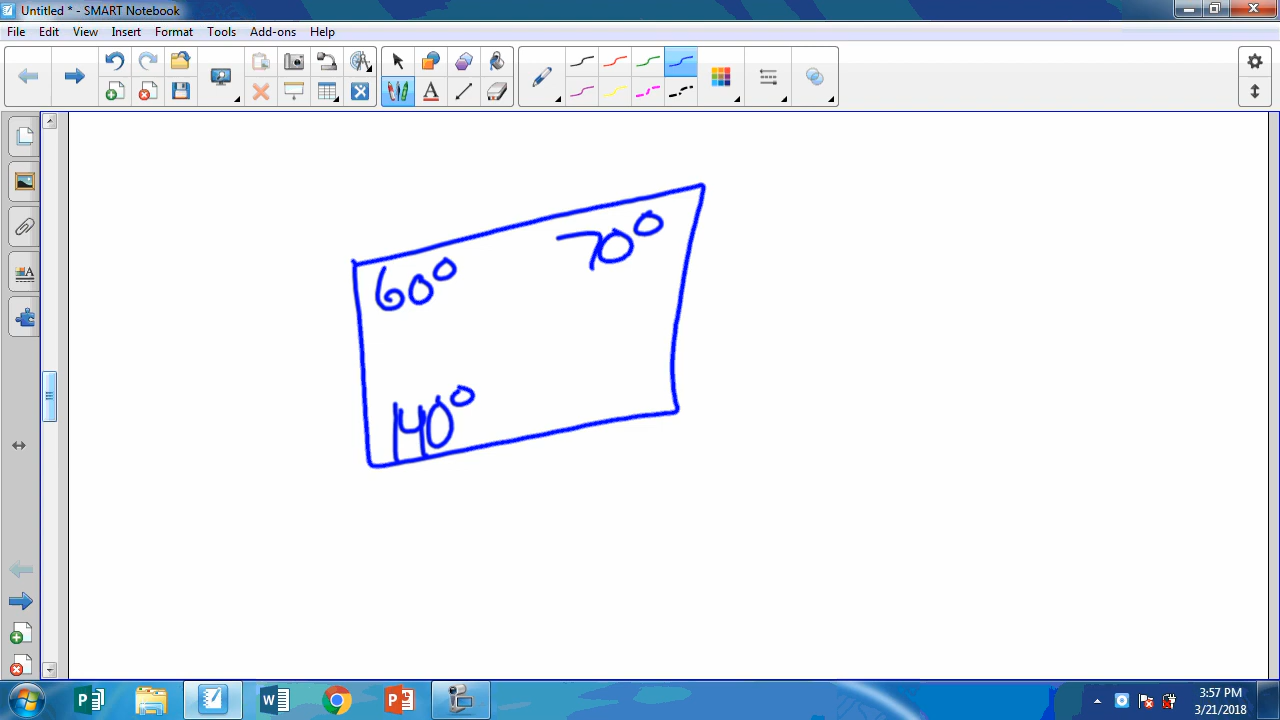 Untitled * - SMART Notebook
File Edit View Insert Format Tools Add-ons Help
70°
60°
140°
3:57 PM
3/21/2018